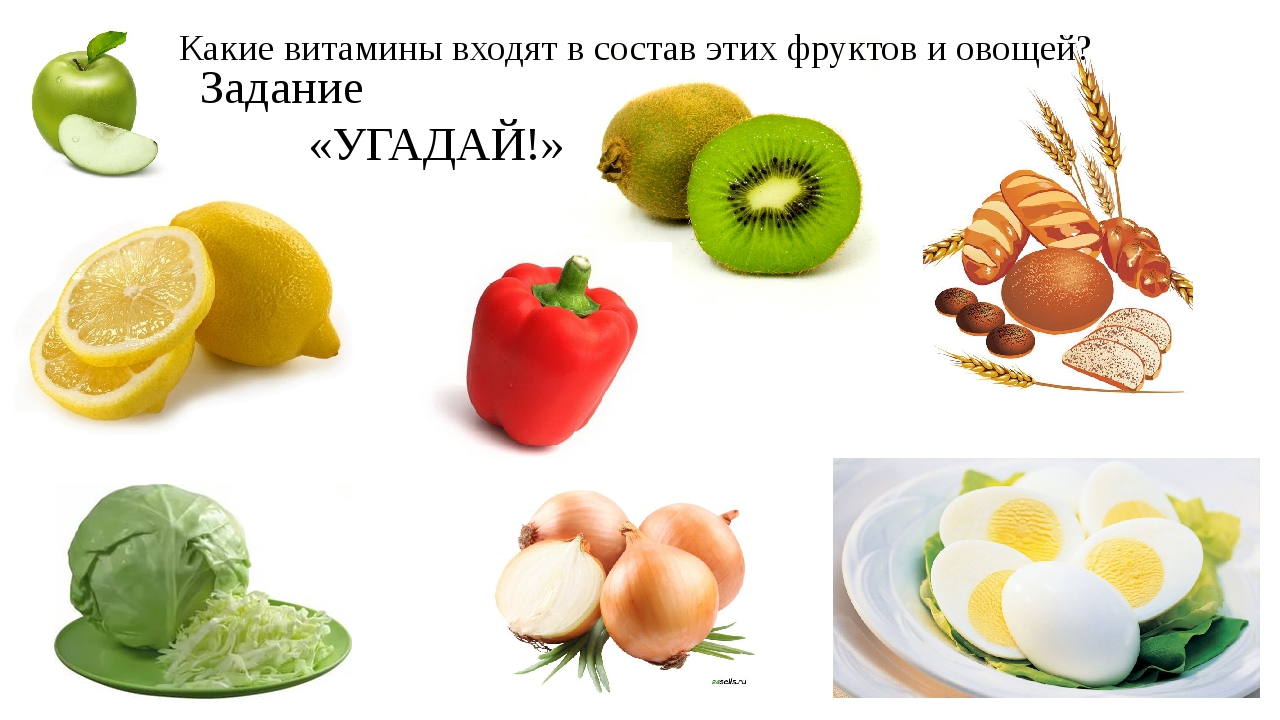 Какие витамины входят в состав этих фруктов и овощей?
Задание
«УГАДАЙ!»